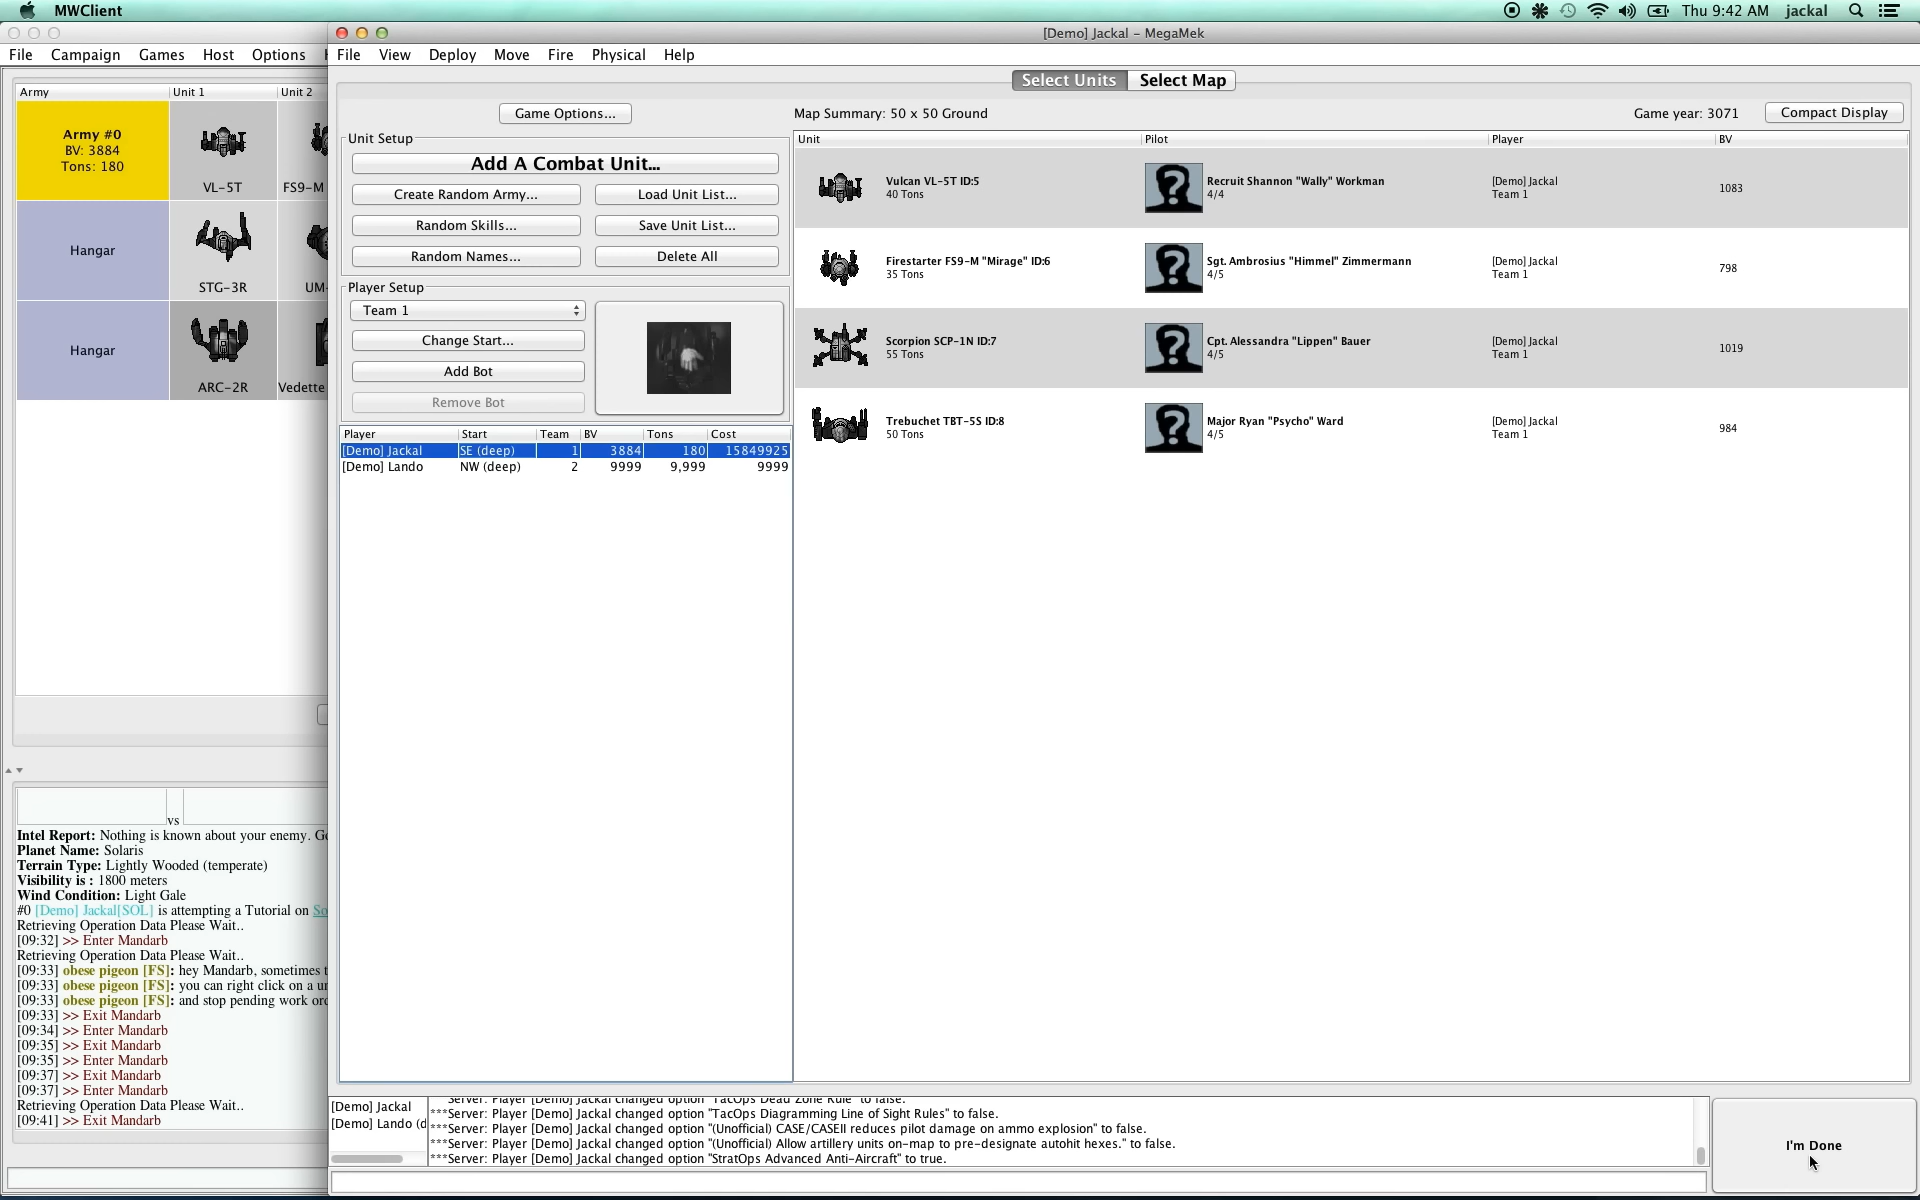 MWClient
Thu 9:42 AM jackal
File Campaign Games Host Options
[Demo] Jackal - MegaMek
File View Deploy Move Fire Physical Help
Select Units Select Map
Army Unit 1 Unit 2
Army #0
BV: 3884
Tons: 180
VL-5T FS9-M
Hangar
STG-3R UM-
Hangar
ARC-2R Vedette
Game Options...
Map Summary: 50 x 50 Ground
Game year: 3071
Compact Display
Unit Setup
Add A Combat Unit...
Create Random Army... Load Unit List...
Random Skills... Save Unit List...
Random Names... Delete All
Player Setup
Team 1
Change Start...
Add Bot
Remove Bot
Player Start Team BV Tons Cost
[Demo] Jackal SE (deep) 1 3884 180 15849925
[Demo] Lando NW (deep) 2 9999 9,999 9999
Unit Pilot Player BV
Vulcan VL-5T ID:5 Recruit Shannon "Wally" Workman [Demo] Jackal 1083
40 Tons 4/4 Team 1
Firestarter FS9-M "Mirage" ID:6 Sgt. Ambrosius "Himmel" Zimmermann [Demo] Jackal 798
35 Tons 4/5 Team 1
Scorpion SCP-1N ID:7 Cpt. Alessandra "Lippen" Bauer [Demo] Jackal 1019
55 Tons 4/5 Team 1
Trebuchet TBT-5S ID:8 Major Ryan "Psycho" Ward [Demo] Jackal 984
50 Tons 4/5 Team 1
vs
Intel Report: Nothing is known about your enemy.
Planet Name: Solaris
Terrain Type: Lightly Wooded (temperate)
Visibility is : 1800 meters
Wind Condition: Light Gale
#0 [Demo] Jackal[SOL] is attempting a Tutorial on So
Retrieving Operation Data Please Wait..
[09:32] >> Enter Mandarb
Retrieving Operation Data Please Wait..
[09:33] obese pigeon [FS]: hey Mandarb, sometimes t
[09:33] obese pigeon [FS]: you can right click on a
[09:33] obese pigeon [FS]: and stop pending work
[09:33] >> Exit Mandarb
[09:34] >> Enter Mandarb
[09:35] >> Exit Mandarb
[09:35] >> Enter Mandarb
[09:37] >> Exit Mandarb
[09:37] >> Enter Mandarb
Retrieving Operation Data Please Wait..
[09:41] >> Exit Mandarb
[Demo] Jackal
[Demo] Lando (d
Server: Player [Demo] Jackal changed option "TacOps Dead Zone Rule" to false.
***Server: Player [Demo] Jackal changed option "TacOps Diagramming Line of Sight Rules" to false.
***Server: Player [Demo] Jackal changed option "(Unofficial) CASE/CASEII reduces pilot damage on ammo explosion" to false.
***Server: Player [Demo] Jackal changed option "(Unofficial) Allow artillery units on-map to pre-designate autohit hexes." to false.
***Server: Player [Demo] Jackal changed option "StratOps Advanced Anti-Aircraft" to true.
I'm Done